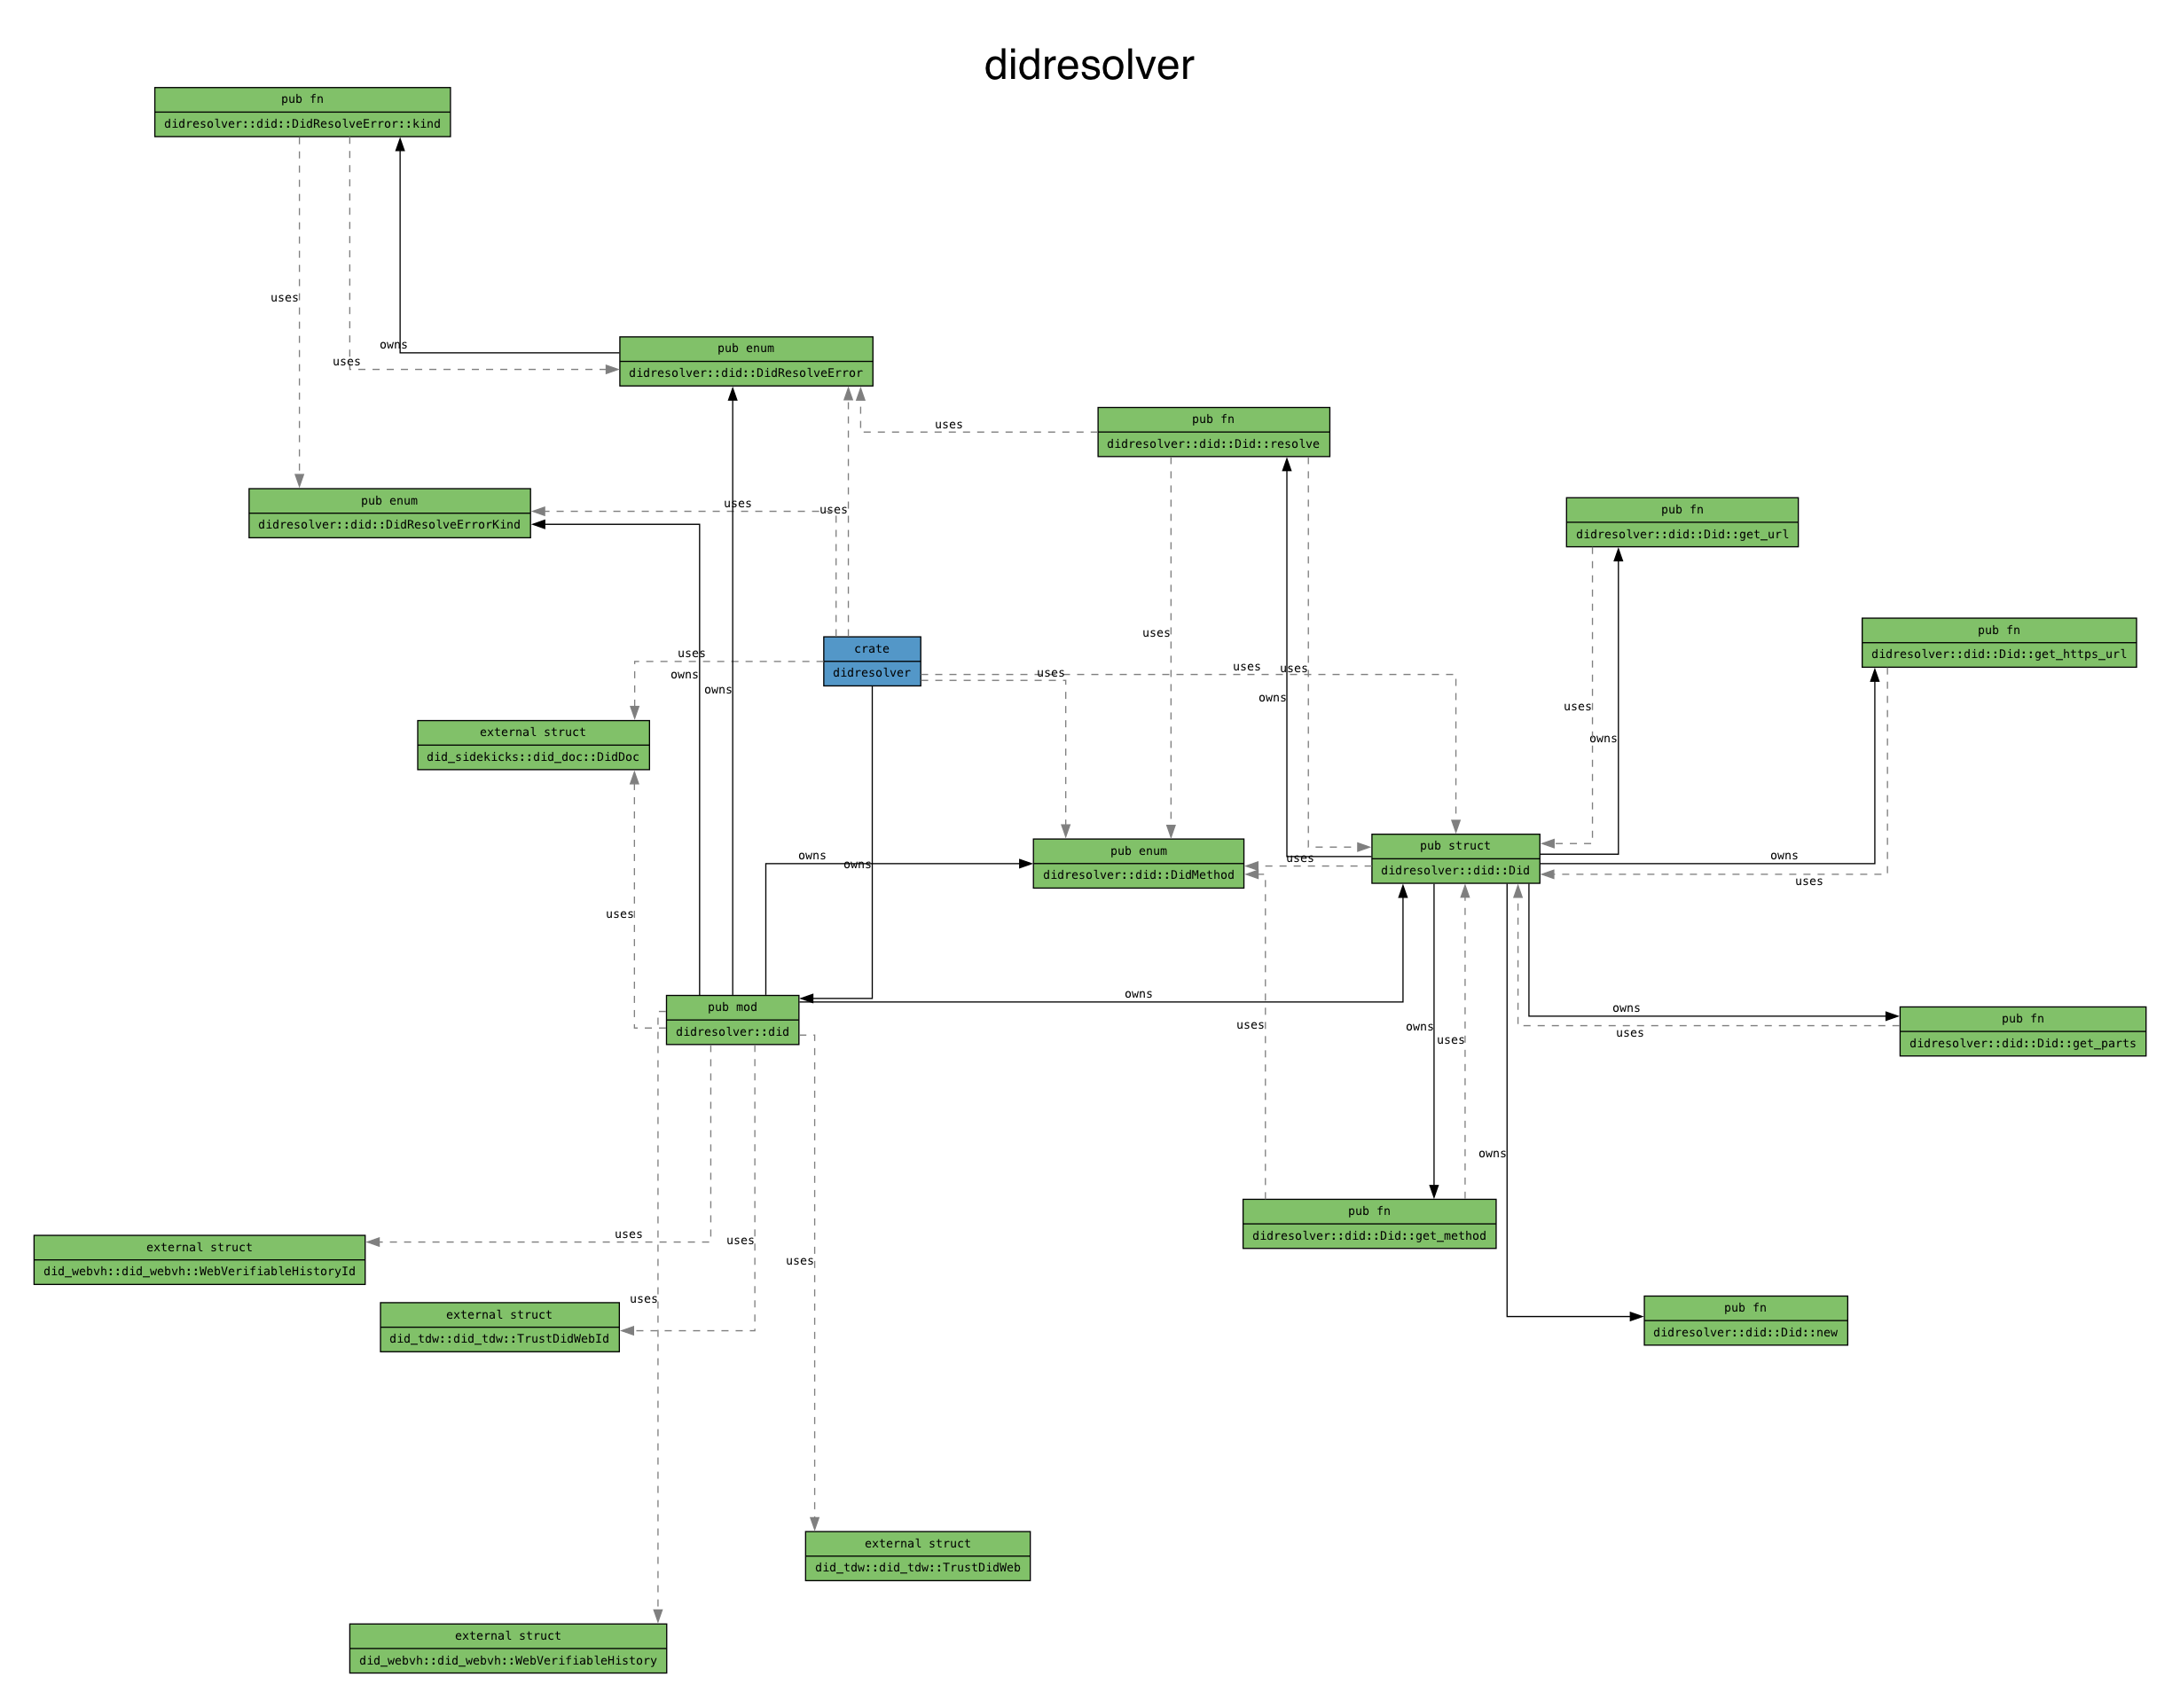 didresolver
pub fn
didresolver::did::DidResolveError::kind
uses
owns
uses
pub enum
didresolver::did::DidResolveError
pub fn
didresolver::did::Did::resolve
uses
pub enum
didresolver::did::DidResolveErrorKind
uses
uses
pub fn
didresolver::did::Did::get_url
pub fn
didresolver::did::Did::get_https_url
crate
didresolver
uses
uses
owns
owns
uses
uses
uses
owns
uses
owns
external struct
did_sidekicks::did_doc::DidDoc
pub enum
didresolver::did::DidMethod
pub struct
didresolver::did::Did
owns
owns
uses
owns
uses
uses
pub mod
didresolver::did
owns
uses
owns
uses
owns
uses
pub fn
didresolver::did::Did::get_parts
owns
pub fn
didresolver::did::Did::get_method
external struct
did_webvh::did_webvh::WebVerifiableHistoryId
uses
uses
uses
uses
external struct
did_tdw::did_tdw::TrustDidWebId
pub fn
didresolver::did::Did::new
external struct
did_tdw::did_tdw::TrustDidWeb
external struct
did_webvh::did_webvh::WebVerifiableHistory